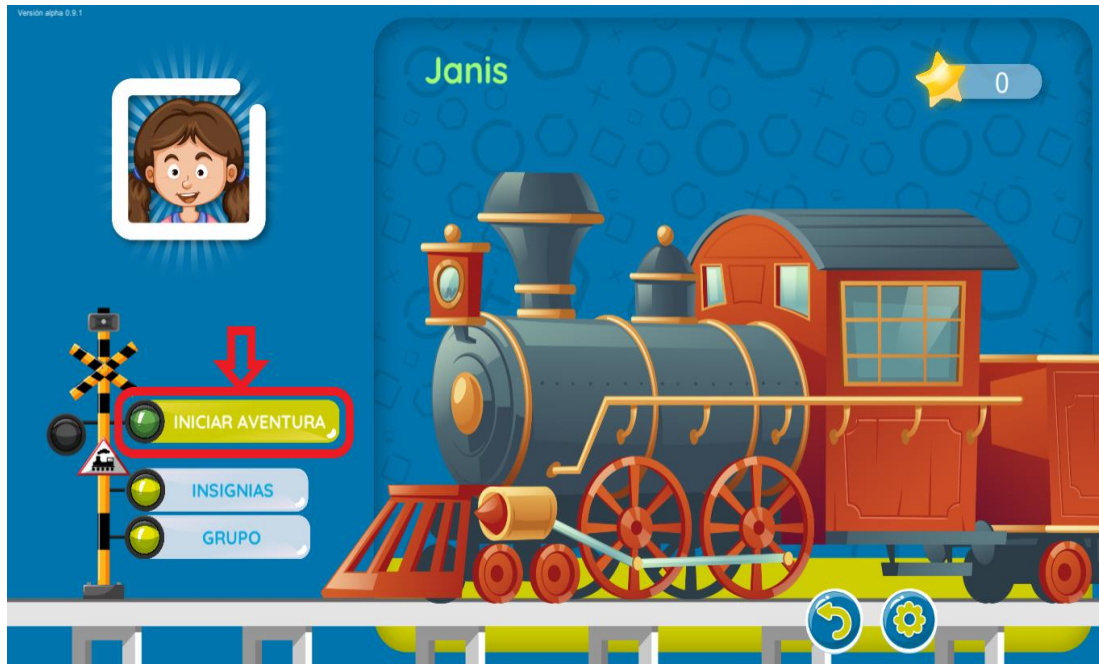 Versión alpha 0.9.1
Janis
0
INICIAR AVENTURA
INSIGNIAS
GRUPO